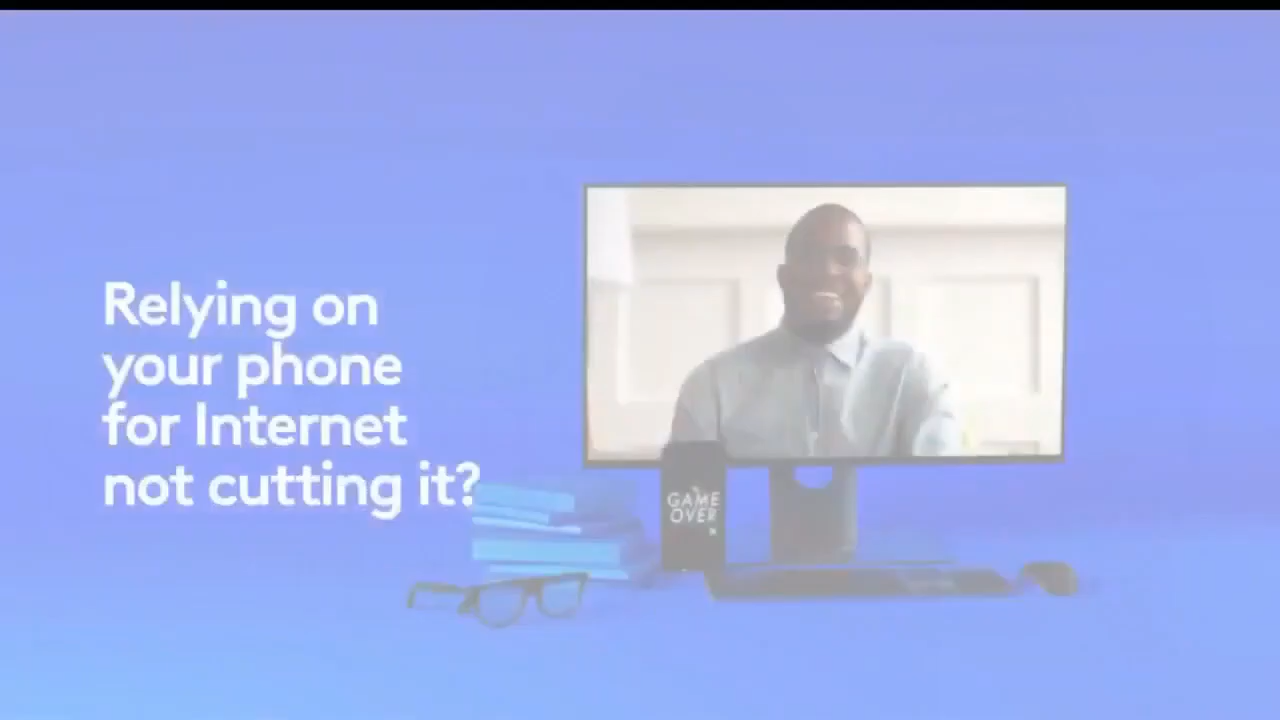 Relying on
your phone
for Internet
not cutting it?
GAME
OVER